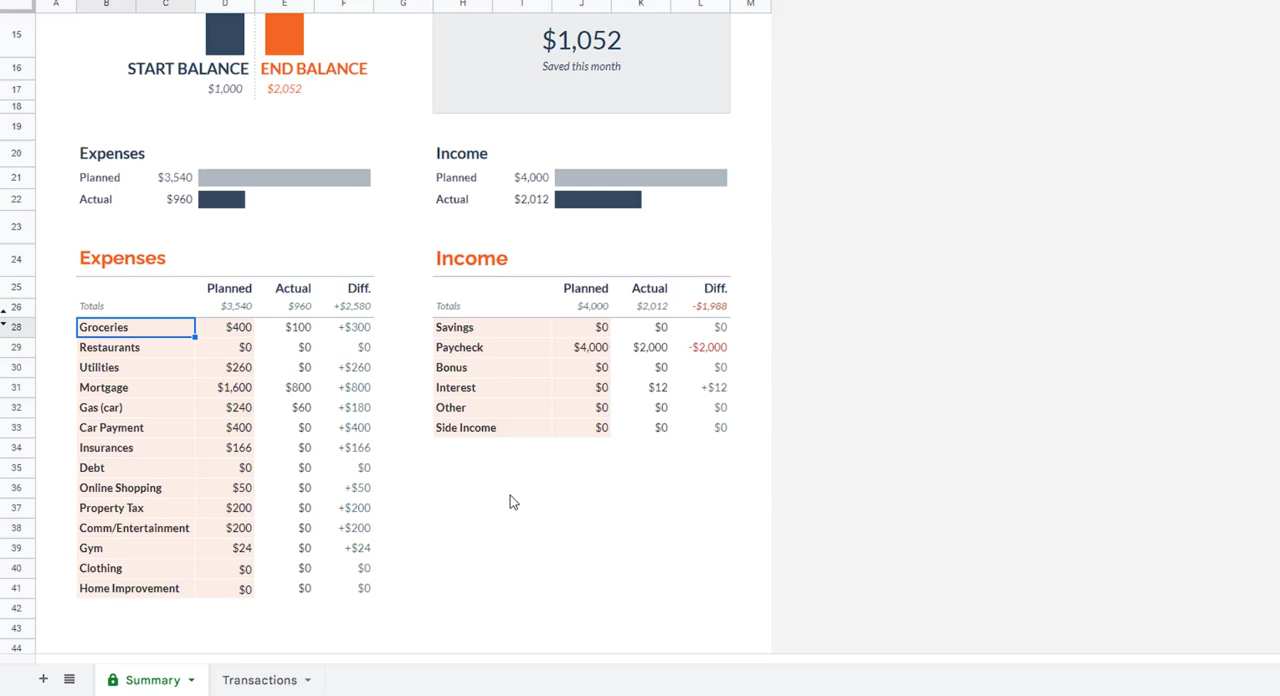 A B C D E F G H I J K L M
15 $1,052
16 START BALANCE END BALANCE Saved this month
17 $1,000 $2,052
18
19
20 Expenses Income
21 Planned $3,540 Planned $4,000
22 Actual $960 Actual $2,012
23
24 Expenses Income
25 Planned Actual Diff. Planned Actual Diff.
26 Totals $3,540 $960 +$2,580 Totals $4,000 $2,012 -$1,988
28 Groceries $400 $100 +$300 Savings $0 $0 $0
29 Restaurants $0 $0 $0 Paycheck $4,000 $2,000 -$2,000
30 Utilities $260 $0 +$260 Bonus $0 $0 $0
31 Mortgage $1,600 $800 +$800 Interest $0 $12 +$12
32 Gas (car) $240 $60 +$180 Other $0 $0 $0
33 Car Payment $400 $0 +$400 Side Income $0 $0 $0
34 Insurances $166 $0 +$166
35 Debt $0 $0 $0
36 Online Shopping $50 $0 +$50
37 Property Tax $200 $0 +$200
38 Comm/Entertainment $200 $0 +$200
39 Gym $24 $0 +$24
40 Clothing $0 $0 $0
41 Home Improvement $0 $0 $0
42
43
44
Summary Transactions